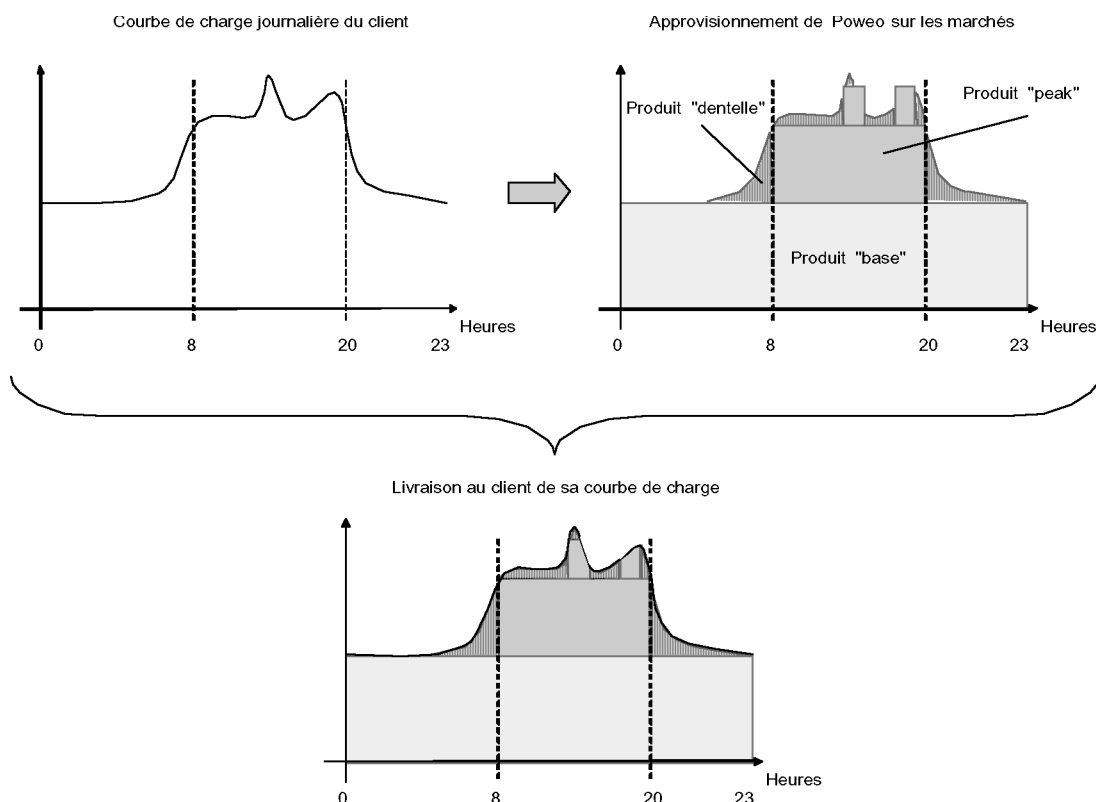 Courbe de charge journalière du client
Approvisionnement de Poweo sur les marchés
Produit "dentelle"
Produit "peak"
Produit "base"
Heures
0 8 20 23
Heures
0 8 20 23
Livraison au client de sa courbe de charge
Heures
0 8 20 23